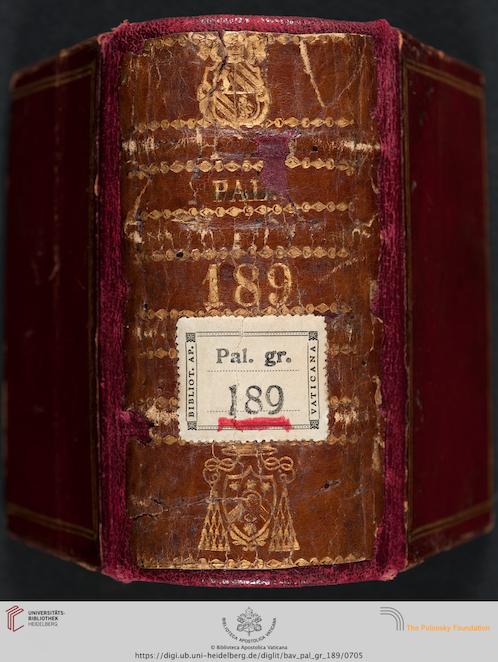 PAL.
189
BIBLIOT. AP.
Pal. gr.
189
VATICANA
UNIVERSITÄTS-
BIBLIOTHEK
HEIDELBERG
BIBLIOTECA APOSTOLICA VATICANA
The Polonsky Foundation
© Biblioteca Apostolica Vaticana
https://digi.ub.uni-heidelberg.de/diglit/bav_pal_gr_189/0705